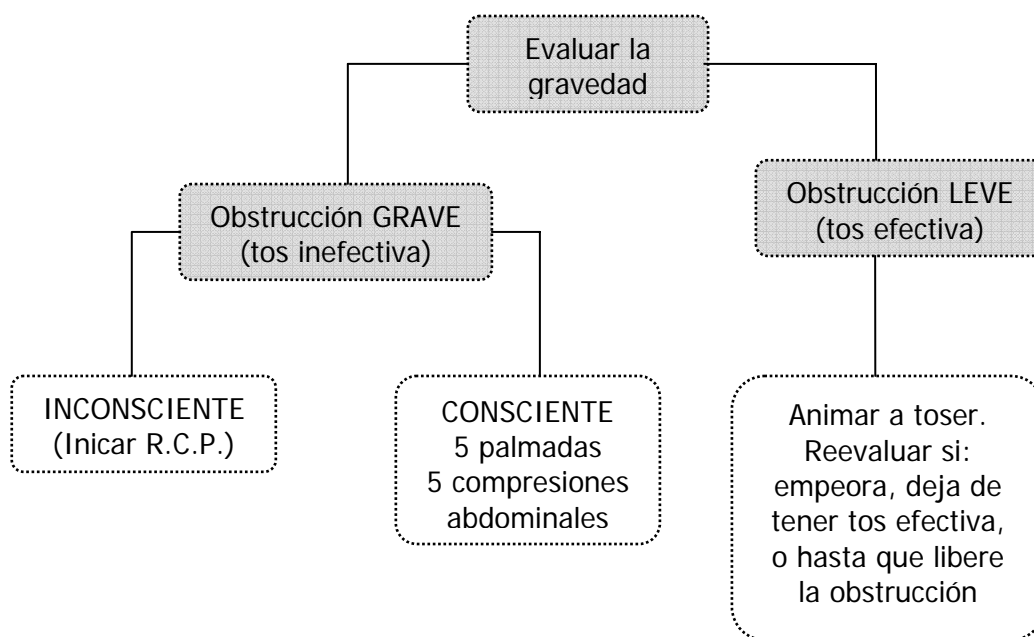 Evaluar la
gravedad
Obstrucción GRAVE
(tos inefectiva)
Obstrucción LEVE
(tos efectiva)
INCONSCIENTE
(Inicar R.C.P.)
CONSCIENTE
5 palmadas
5 compresiones
abdominales
Animar a toser.
Reevaluar si:
empeora, deja de
tener tos efectiva,
o hasta que libere
la obstrucción